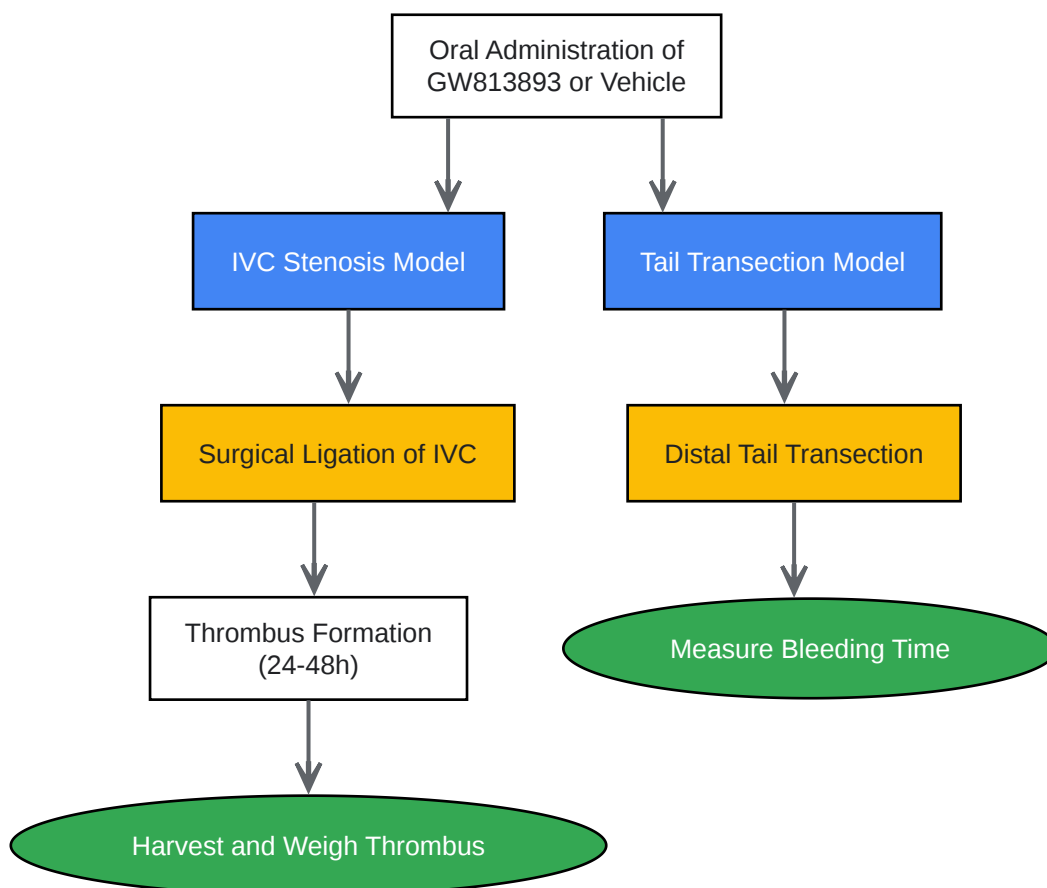 Oral Administration of
GW813893 or Vehicle
IVC Stenosis Model
Tail Transection Model
Surgical Ligation of IVC
Distal Tail Transection
Thrombus Formation
(24-48h)
Measure Bleeding Time
Harvest and Weigh Thrombus